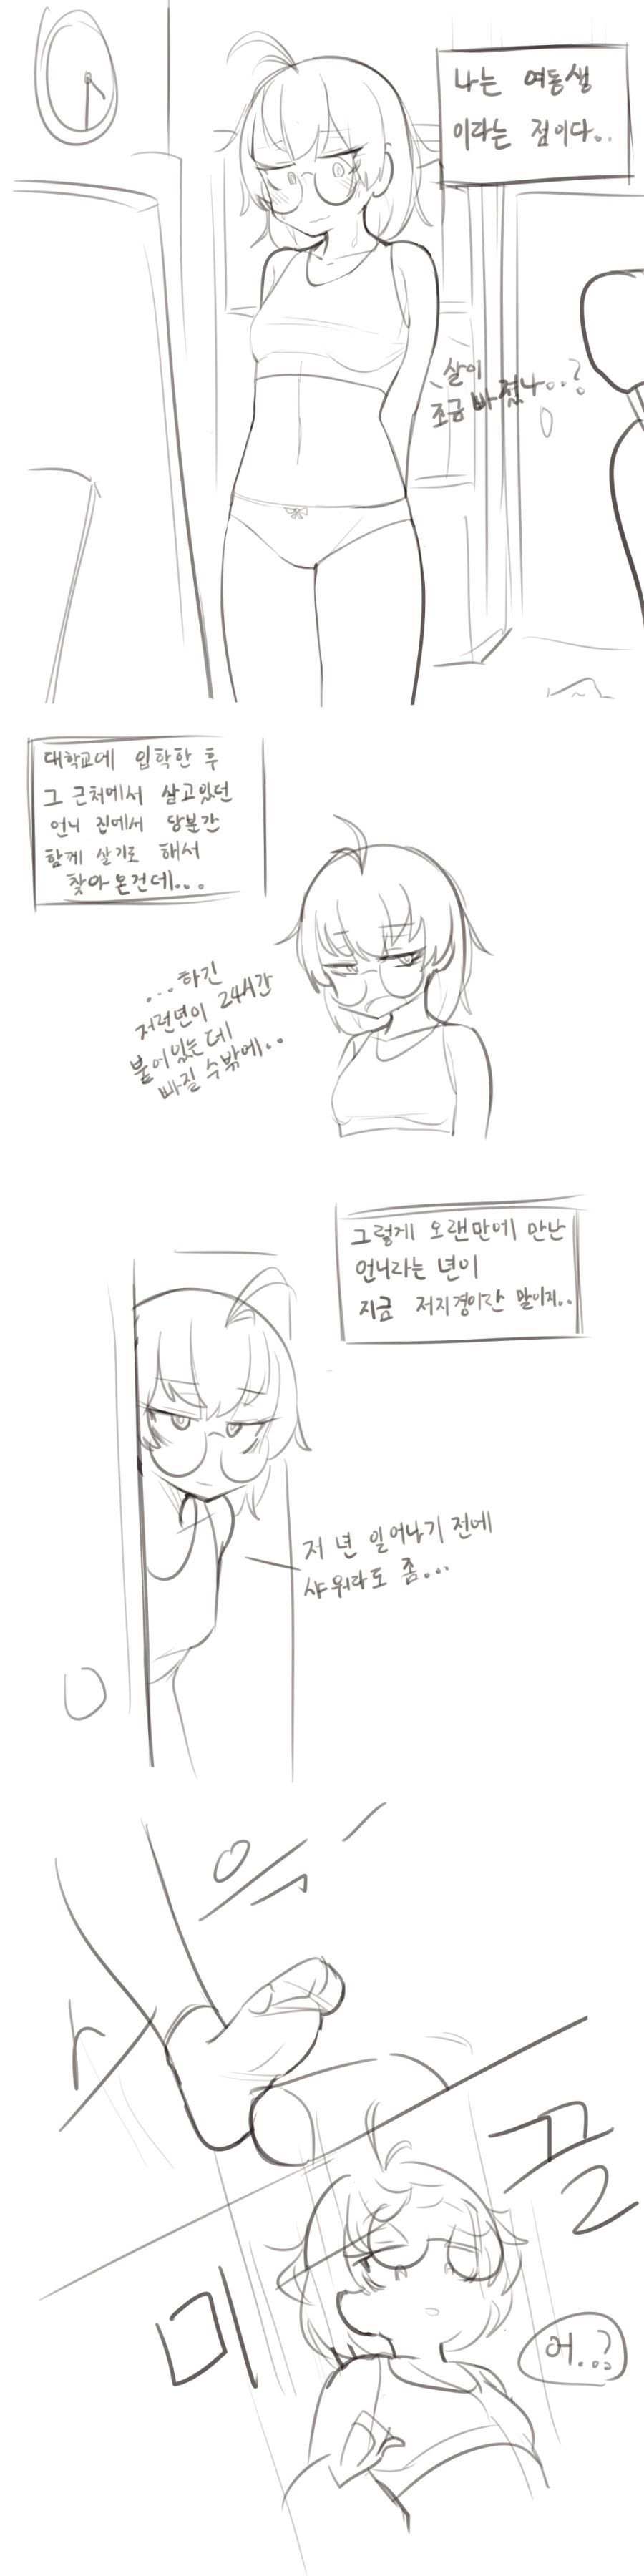 나는 여동생
이라는 점이다..
살이
조금 빠졌나..?
대학교에 입학한 후
그 근처에서 살고있던
언니 집에서 당분간
함께 살기로 해서
찾아온건데...
...하긴
저런년이 24시간
붙어있는데
빠질 수밖에..
그렇게 오랜만에 만난
언니라는 년이
지금 저지경이란 말이지..
저 년 일어나기 전에
샤워라도 좀...
미
끌
어..?